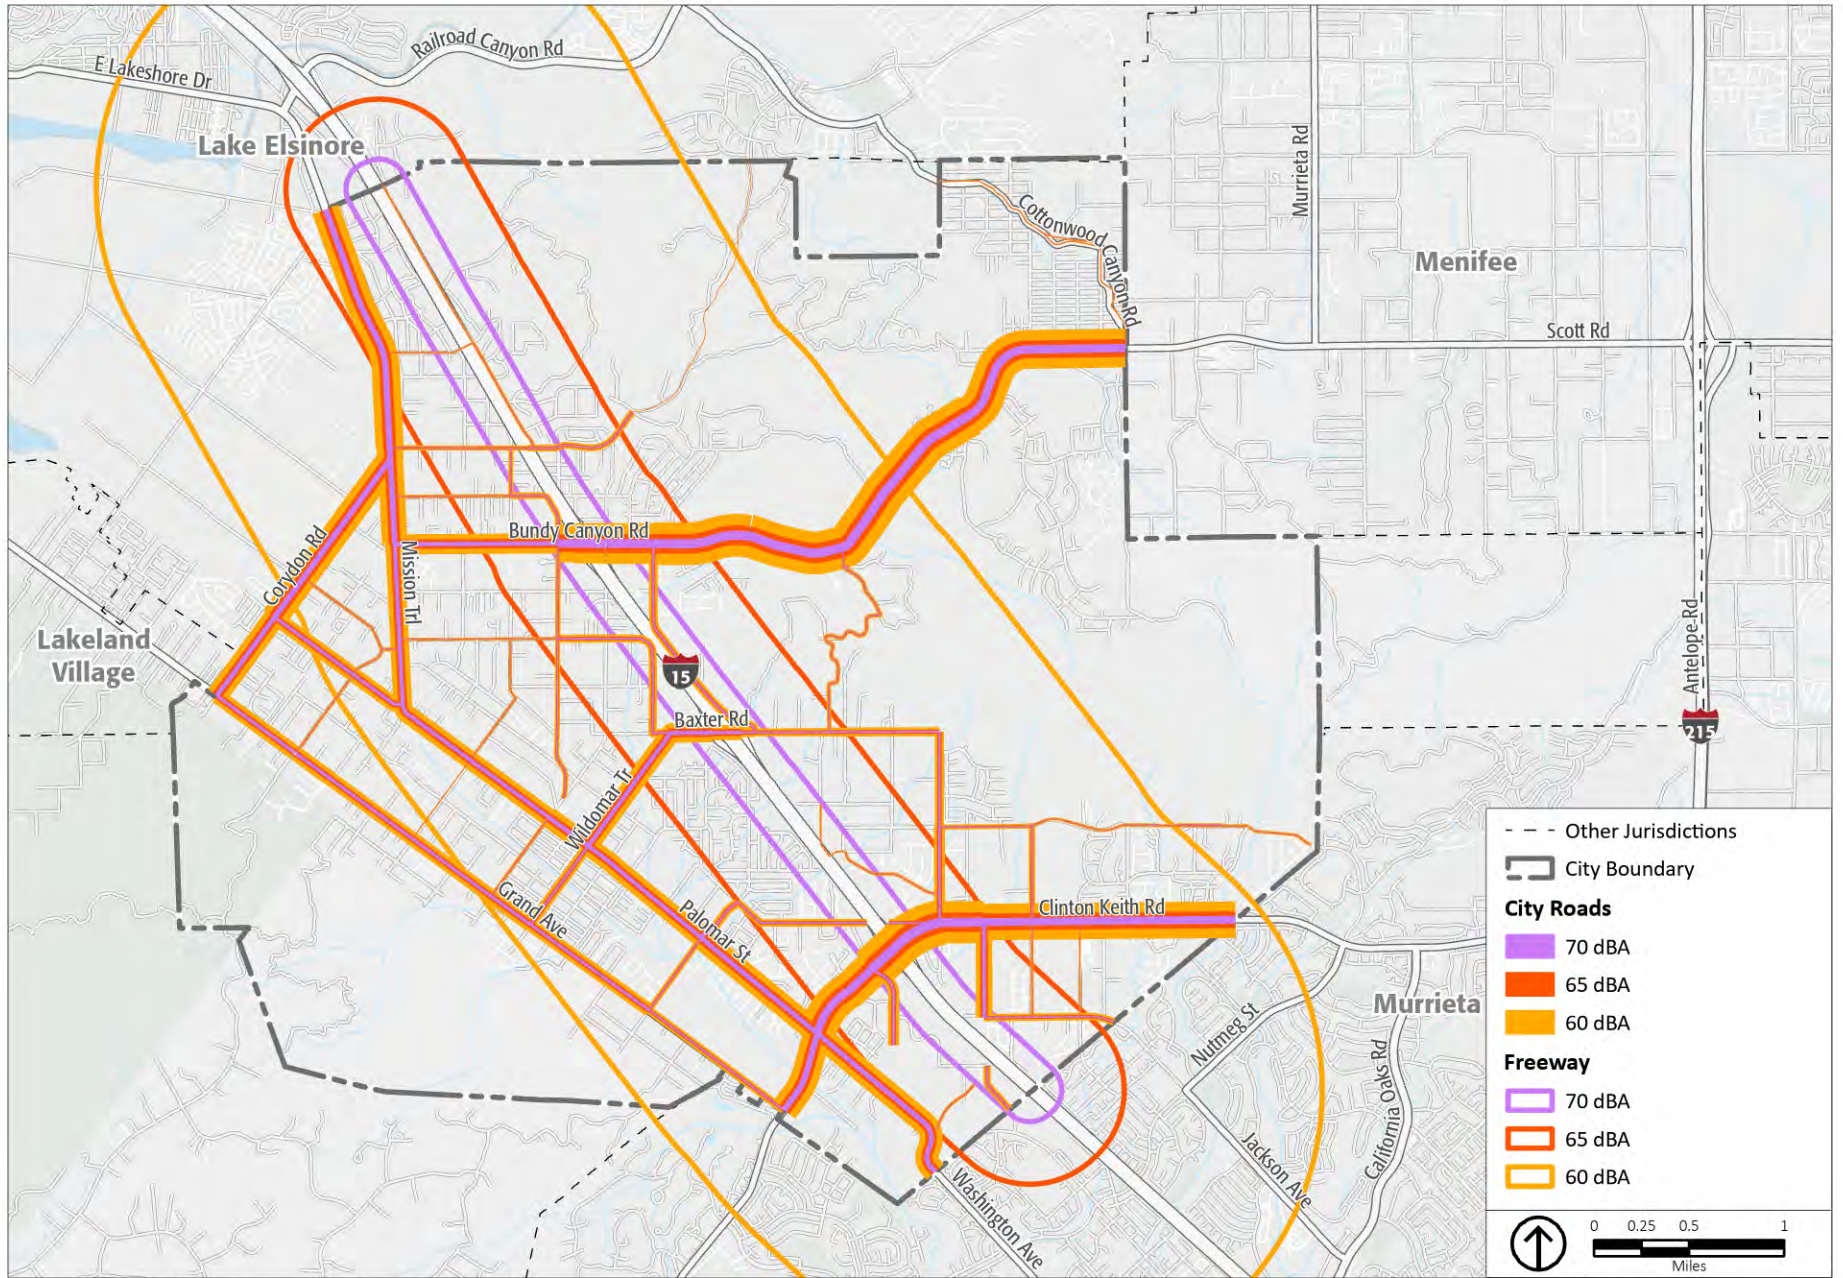 Railroad Canyon Rd
E Lakeshore Dr
Lake Elsinore
Murrieta Rd
Cottonwood Canyon Rd
Menifee
Scott Rd
Bundy Canyon Rd
Corydon Rd
Mission Trl
Lakeland
Village
15
Antelope Rd
215
Baxter Rd
Wildomar Tr
Grand Ave
Palomar St
Clinton Keith Rd
Murrieta
Nutmeg St
California Oaks Rd
Jackson Ave
Washington Ave
Other Jurisdictions
City Boundary
City Roads
70 dBA
65 dBA
60 dBA
Freeway
70 dBA
65 dBA
60 dBA
0 0.25 0.5 1
Miles